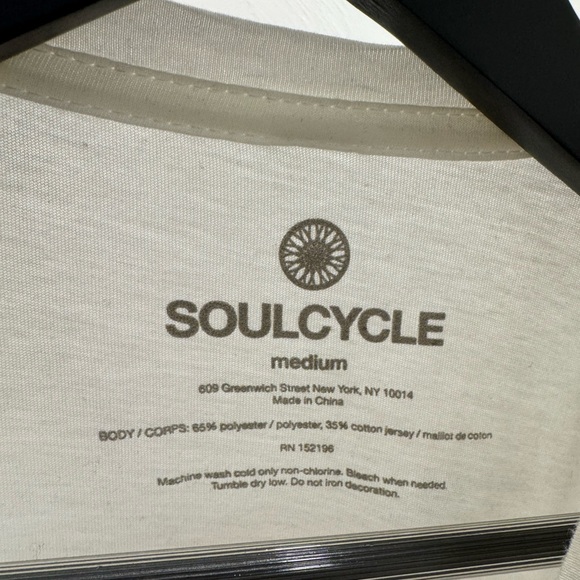 SOULCYCLE
medium
609 Greenwich Street New York, NY 10014
Made in China
BODY / CORPS: 65% polyester / polyester, 35% cotton jersey / maillot de coton
RN 152196
Machine wash cold only non-chlorine. Bleach when needed.
Tumble dry low. Do not iron decoration.